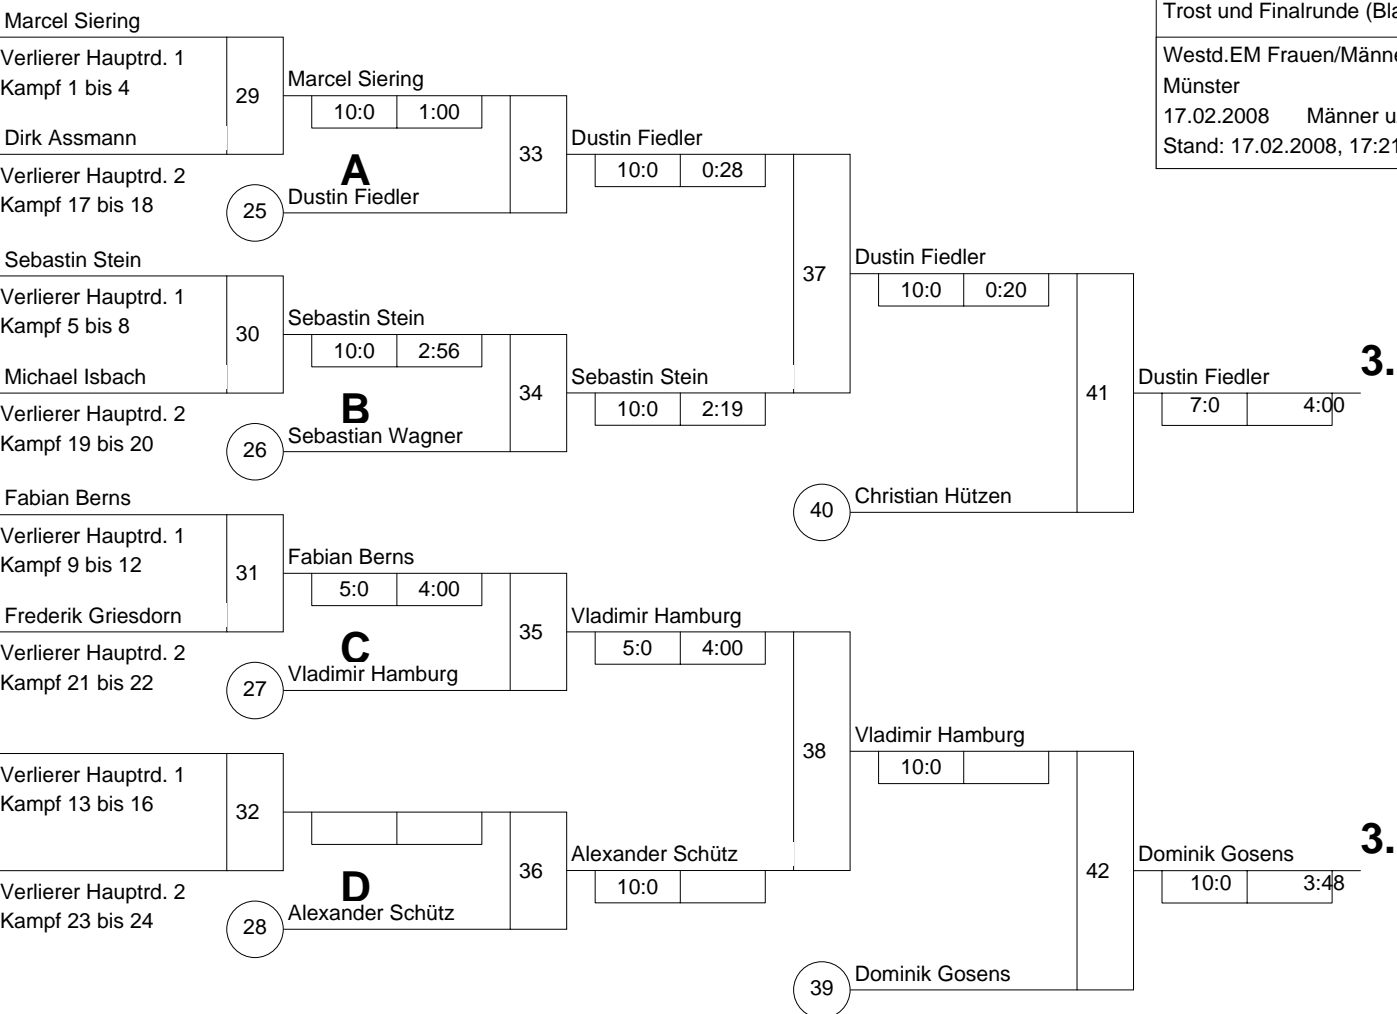 Trost und Finalrunde (Bla
Westd.EM Frauen/Männe
Münster
17.02.2008 Männer u
Stand: 17.02.2008, 17:21
Marcel Siering
Verlierer Hauptrd. 1
Kampf 1 bis 4
29
Dirk Assmann
Verlierer Hauptrd. 2
Kampf 17 bis 18
Marcel Siering
10:0 1:00
A
25
Dustin Fiedler
33
Dustin Fiedler
10:0 0:28
Sebastin Stein
Verlierer Hauptrd. 1
Kampf 5 bis 8
30
Michael Isbach
Verlierer Hauptrd. 2
Kampf 19 bis 20
Sebastin Stein
10:0 2:56
B
26
Sebastian Wagner
34
Sebastin Stein
10:0 2:19
37
Dustin Fiedler
10:0 0:20
40
Christian Hützen
41
Dustin Fiedler
7:0 4:00
3.
Fabian Berns
Verlierer Hauptrd. 1
Kampf 9 bis 12
31
Frederik Griesdorn
Verlierer Hauptrd. 2
Kampf 21 bis 22
Fabian Berns
5:0 4:00
C
27
Vladimir Hamburg
35
Vladimir Hamburg
5:0 4:00
Verlierer Hauptrd. 1
Kampf 13 bis 16
32
Verlierer Hauptrd. 2
Kampf 23 bis 24
D
28
Alexander Schütz
36
Alexander Schütz
10:0
38
Vladimir Hamburg
10:0
39
Dominik Gosens
42
Dominik Gosens
10:0 3:48
3.